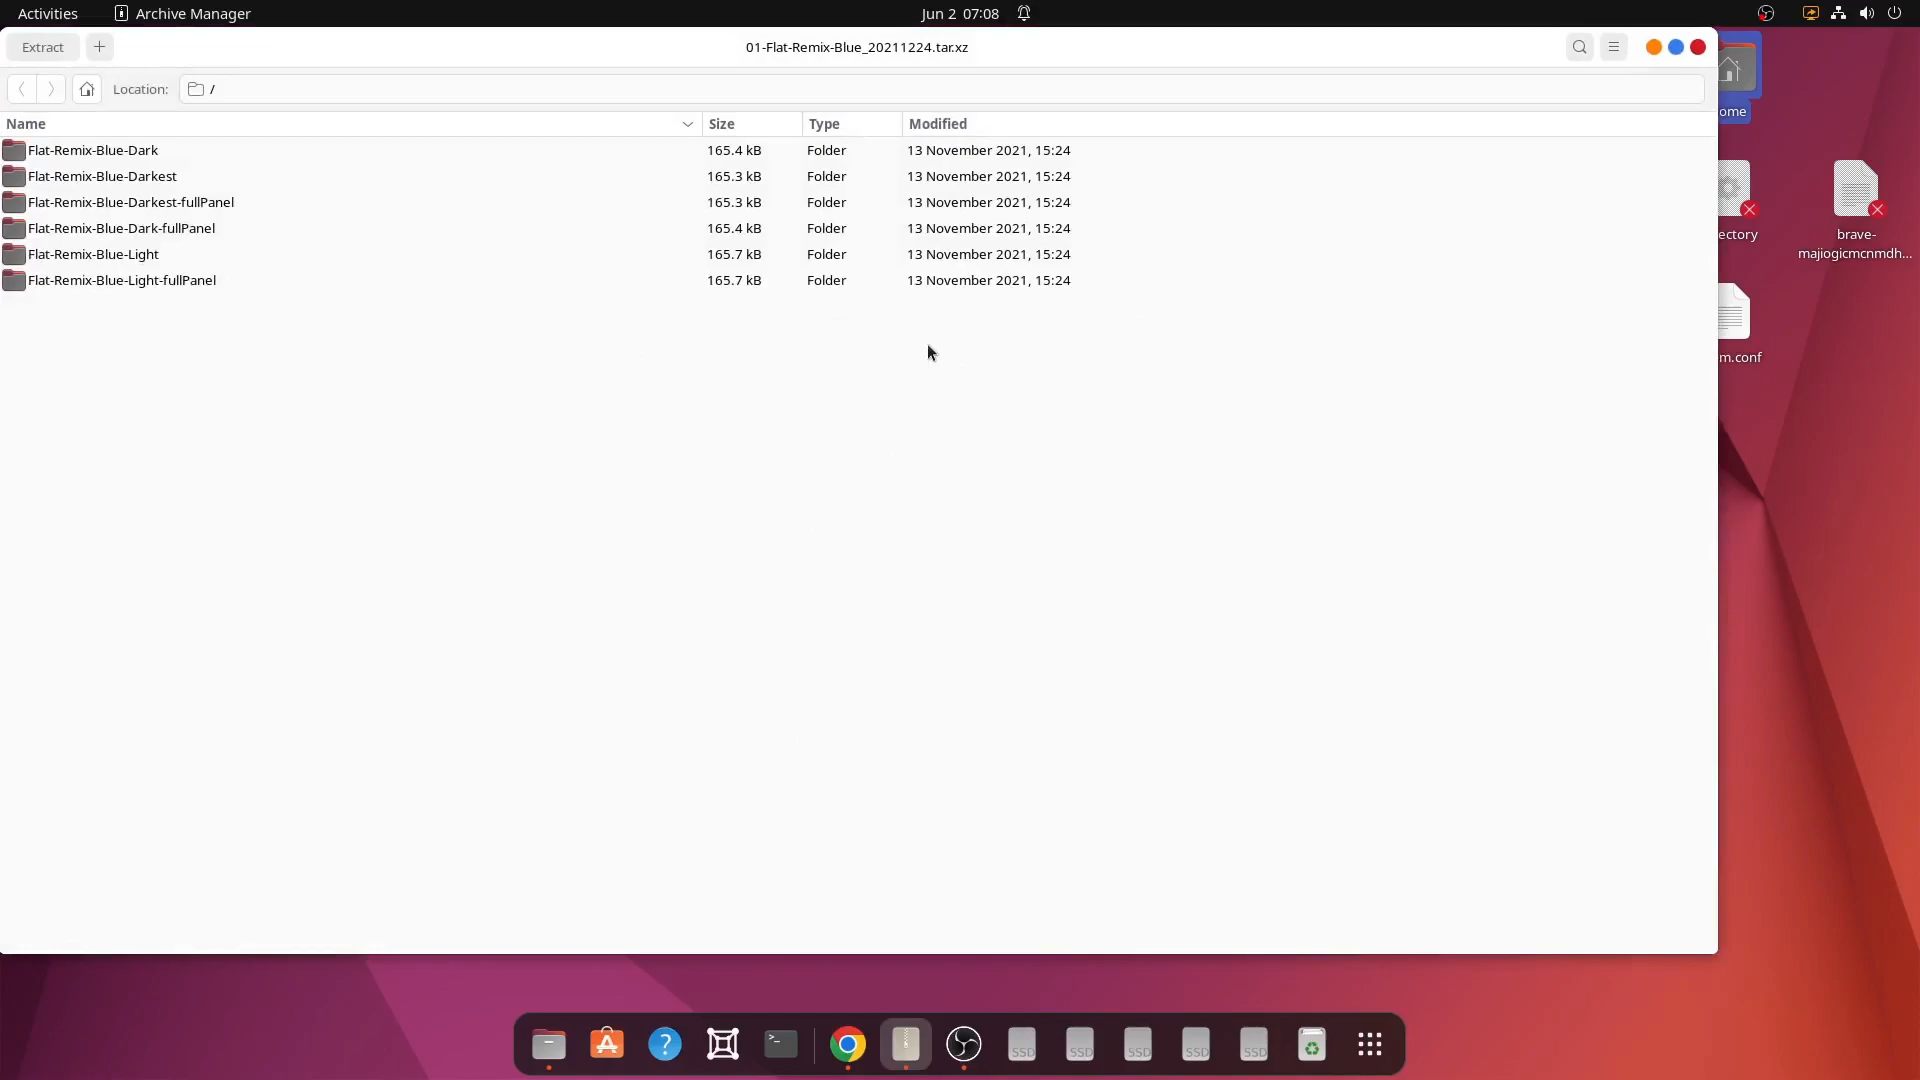 Activities Archive Manager Jun 2 07:08
Extract + 01-Flat-Remix-Blue_20211224.tar.xz
Location: /
Name Size Type Modified
Flat-Remix-Blue-Dark 165.4 kB Folder 13 November 2021, 15:24
Flat-Remix-Blue-Darkest 165.3 kB Folder 13 November 2021, 15:24
Flat-Remix-Blue-Darkest-fullPanel 165.3 kB Folder 13 November 2021, 15:24
Flat-Remix-Blue-Dark-fullPanel 165.4 kB Folder 13 November 2021, 15:24
Flat-Remix-Blue-Light 165.7 kB Folder 13 November 2021, 15:24
Flat-Remix-Blue-Light-fullPanel 165.7 kB Folder 13 November 2021, 15:24
ome
ectory
brave-
majiogicmcnmdh...
m.conf
>_ SSD SSD SSD SSD SSD